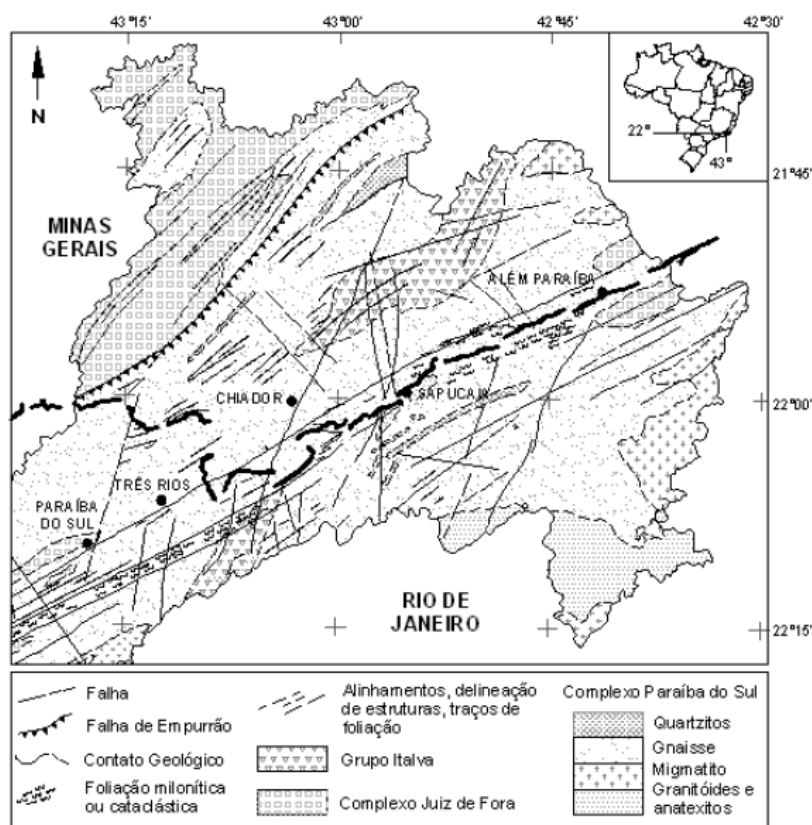 43°15' 43°00' 42°45' 42°30'
N
22°
43°
21°45'
MINAS
GERAIS
ALÉM PARAÍBA
CHIADOR
SAPUCAIA
22°00'
TRÊS RIOS
PARAÍBA
DO SUL
RIO DE
JANEIRO
22°15'
Falha
Falha de Empurrão
Contato Geológico
Foliação milonítica
ou cataclástica
Alinhamentos, delineação
de estruturas, traços de
foliação
Grupo Italva
Complexo Juiz de Fora
Complexo Paraíba do Sul
Quartzitos
Gnaisse
Migmatito
Granitóides e
anatexitos